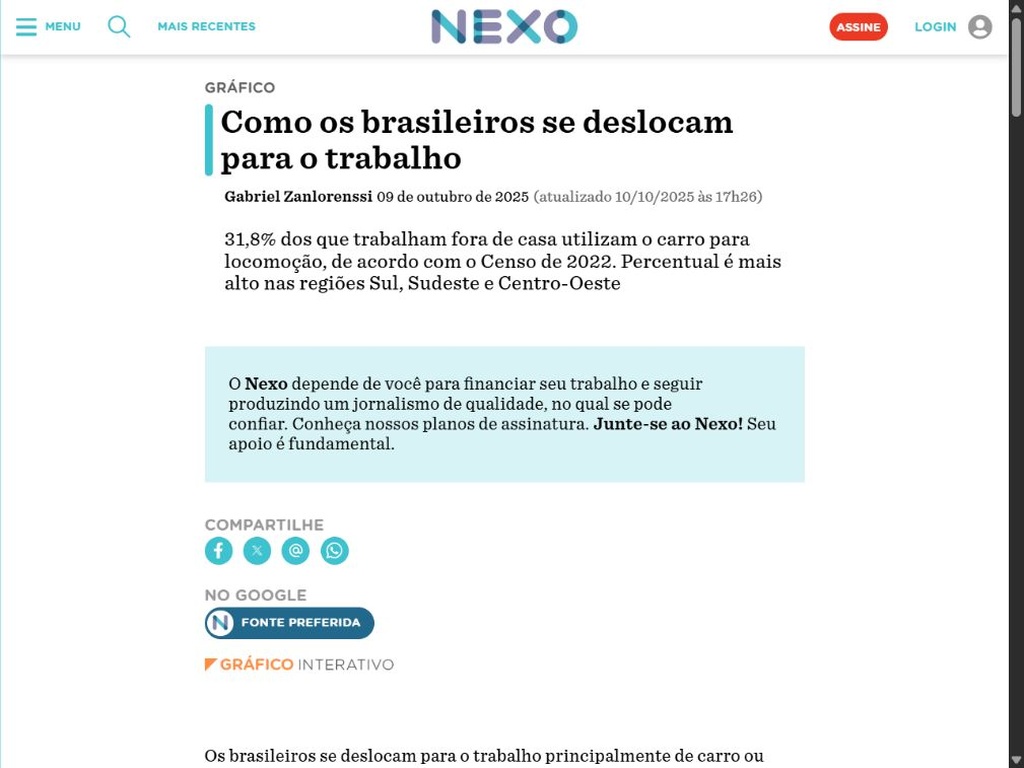 MENU
MAIS RECENTES
NEXO
ASSINE
LOGIN
GRÁFICO
Como os brasileiros se deslocam
para o trabalho
Gabriel Zanlorenssi 09 de outubro de 2025 (atualizado 10/10/2025 às 17h26)
31,8% dos que trabalham fora de casa utilizam o carro para
locomoção, de acordo com o Censo de 2022. Percentual é mais
alto nas regiões Sul, Sudeste e Centro-Oeste
O Nexo depende de você para financiar seu trabalho e seguir
produzindo um jornalismo de qualidade, no qual se pode
confiar. Conheça nossos planos de assinatura. Junte-se ao Nexo! Seu
apoio é fundamental.
COMPARTILHE
NO GOOGLE
N FONTE PREFERIDA
GRÁFICO INTERATIVO
Os brasileiros se deslocam para o trabalho principalmente de carro ou